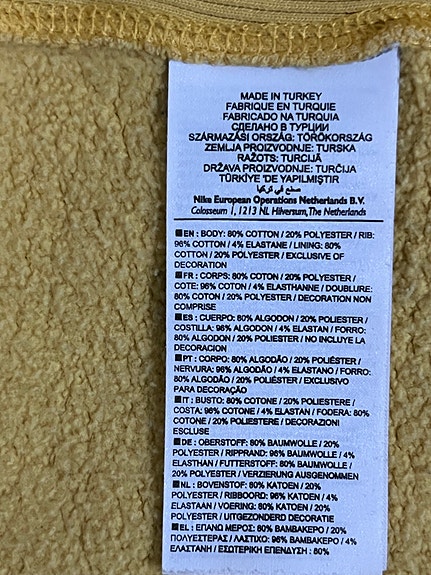 MADE IN TURKEY
FABRIQUE EN TURQUIE
FABRICADO NA TURQUIA
СДЕЛАНО В ТУРЦИИ
SZÁRMAZÁSI ORSZÁG: TÖRÖKORSZÁG
ZEMLJA PROIZVODNJE: TURSKA
RAŽOTS: TURCIJĀ
DRŽAVA PROIZVODNJE: TURČIJA
TÜRKİYE 'DE YAPILMIŞTIR
صنع في تركيا
Nike European Operations Netherlands B.V.
Colosseum 1, 1213 NL Hilversum, The Netherlands
■ EN : BODY: 80% COTTON / 20% POLYESTER / RIB:
96% COTTON / 4% ELASTANE / LINING: 80%
COTTON / 20% POLYESTER / EXCLUSIVE OF
DECORATION
■ FR : CORPS: 80% COTON / 20% POLYESTER /
COTE: 96% COTON / 4% ELASTHANNE / DOUBLURE:
80% COTON / 20% POLYESTER / DECORATION NON
COMPRISE
■ ES : CUERPO: 80% ALGODON / 20% POLIESTER /
COSTILLA: 96% ALGODON / 4% ELASTAN / FORRO:
80% ALGODON / 20% POLIESTER / NO INCLUYE LA
DECORACION
■ PT : CORPO: 80% ALGODÃO / 20% POLIÉSTER /
NERVURA: 96% ALGODÃO / 4% ELASTANO / FORRO:
80% ALGODÃO / 20% POLIÉSTER / EXCLUSIVO
PARA DECORAÇÃO
■ IT : BUSTO: 80% COTONE / 20% POLIESTERE /
COSTA: 96% COTONE / 4% ELASTAN / FODERA: 80%
COTONE / 20% POLIESTERE / DECORAZIONI
ESCLUSE
■ DE : OBERSTOFF: 80% BAUMWOLLE / 20%
POLYESTER / RIPPRAND: 96% BAUMWOLLE / 4%
ELASTHAN / FUTTERSTOFF: 80% BAUMWOLLE /
20% POLYESTER / VERZIERUNG AUSGENOMMEN
■ NL : BOVENSTOF: 80% KATOEN / 20%
POLYESTER / RIBBOORD: 96% KATOEN / 4%
ELASTAAN / VOERING: 80% KATOEN / 20%
POLYESTER / UITGEZONDERD DECORATIE
■ EL : ΕΠΑΝΩ ΜΕΡΟΣ: 80% ΒΑΜΒΑΚΕΡΟ / 20%
ΠΟΛΥΕΣΤΕΡΑΣ / ΛΑΣΤΙΧΟ: 96% ΒΑΜΒΑΚΕΡΟ / 4%
ΕΛΑΣΤΑΝΗ / ΕΣΩΤΕΡΙΚΗ ΕΠΕΝΔΥΣΗ : 80%